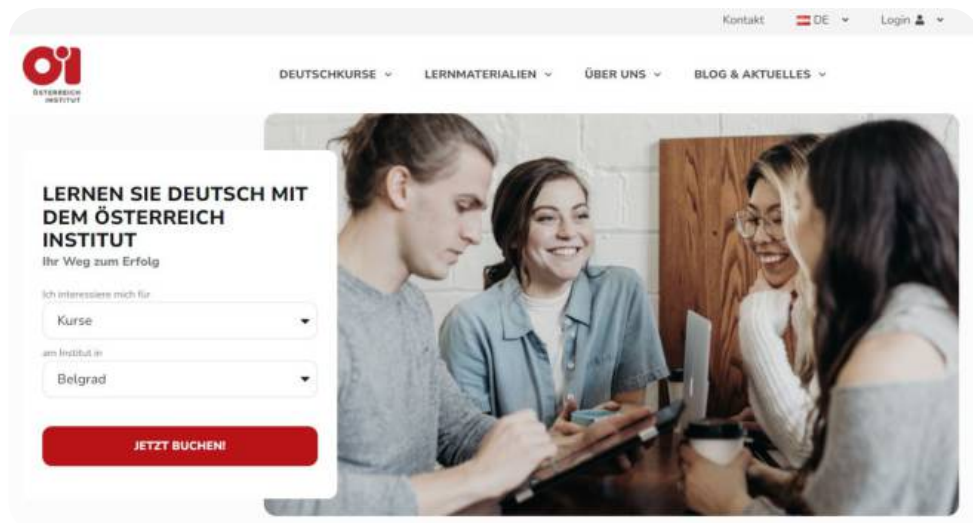 Kontakt
DE
Login
ÖSTERREICH
INSTITUT
DEUTSCHKURSE
LERNMATERIALIEN
ÜBER UNS
BLOG & AKTUELLES
LERNEN SIE DEUTSCH MIT
DEM ÖSTERREICH
INSTITUT
Ihr Weg zum Erfolg
Ich interessiere mich für
Kurse
am Institut in
Belgrad
JETZT BUCHEN!